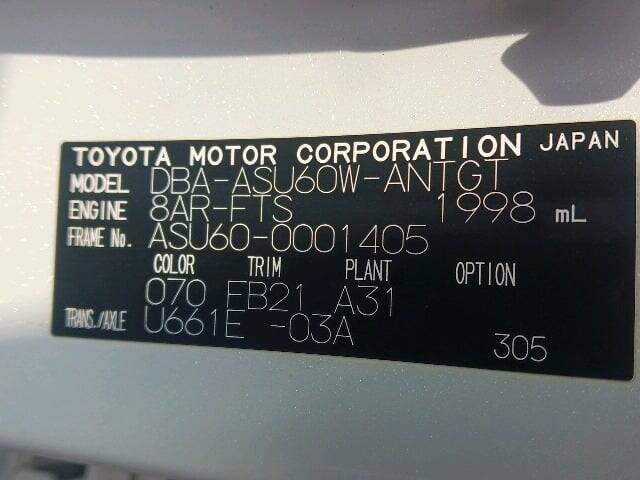 TOYOTA MOTOR CORPORATION JAPAN
MODEL DBA-ASU60W-ANTGT
ENGINE 8AR-FTS 1998 mL
FRAME No. ASU60-0001405
COLOR TRIM PLANT OPTION
070 EB21 A31
TRANS./AXLE U661E -03A
305